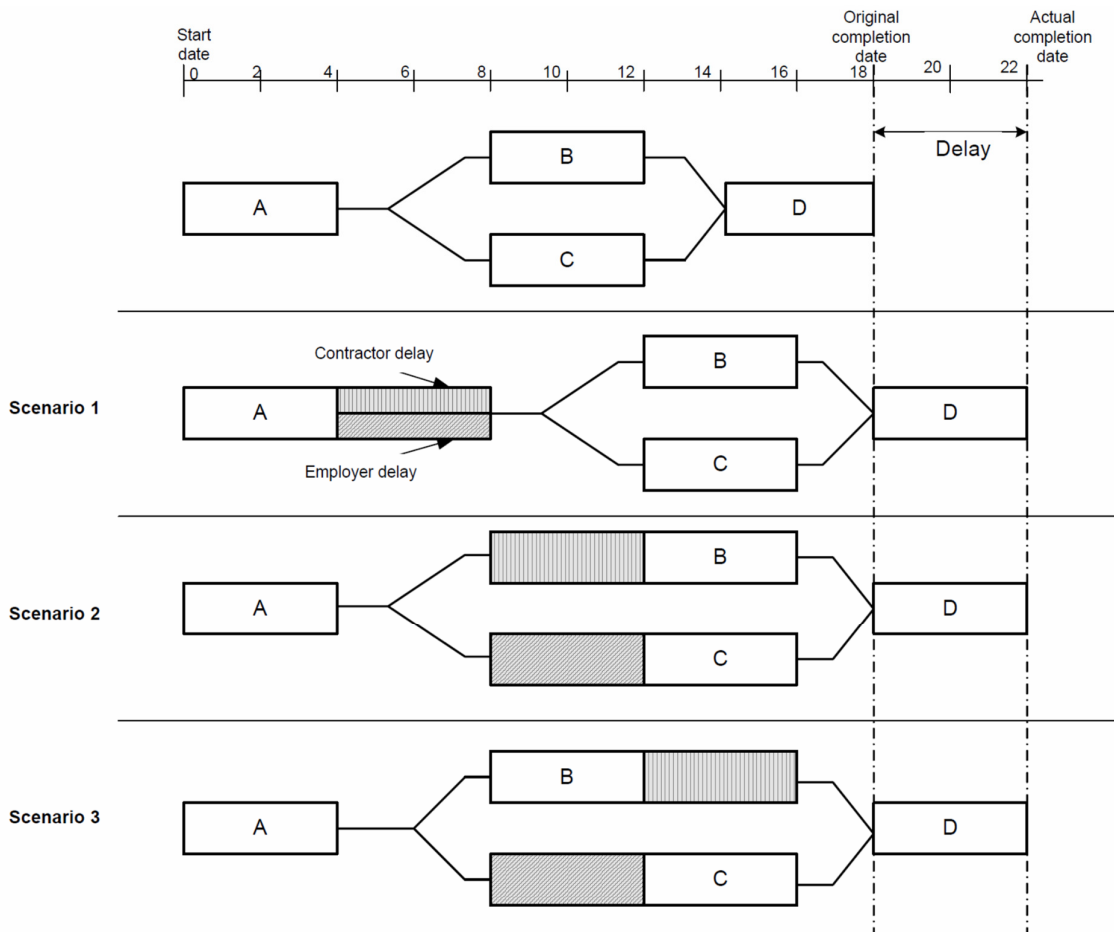 Start
date
Original
completion
date
Actual
completion
date
0 2 4 6 8 10 12 14 16 18 20 22
Delay
B
A
D
C
Contractor delay
B
Scenario 1
A
D
Employer delay
C
B
Scenario 2
A
D
C
B
Scenario 3
A
D
C